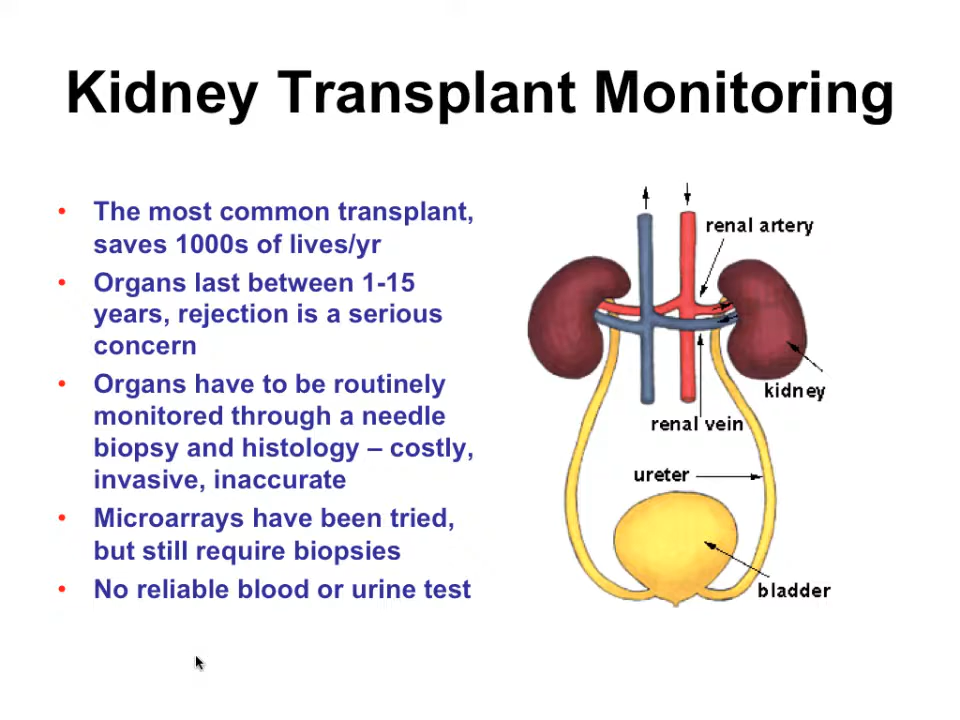 Kidney Transplant Monitoring
• The most common transplant,
saves 1000s of lives/yr
• Organs last between 1-15
years, rejection is a serious
concern
• Organs have to be routinely
monitored through a needle
biopsy and histology – costly,
invasive, inaccurate
• Microarrays have been tried,
but still require biopsies
• No reliable blood or urine test
renal artery
kidney
renal vein
ureter
bladder